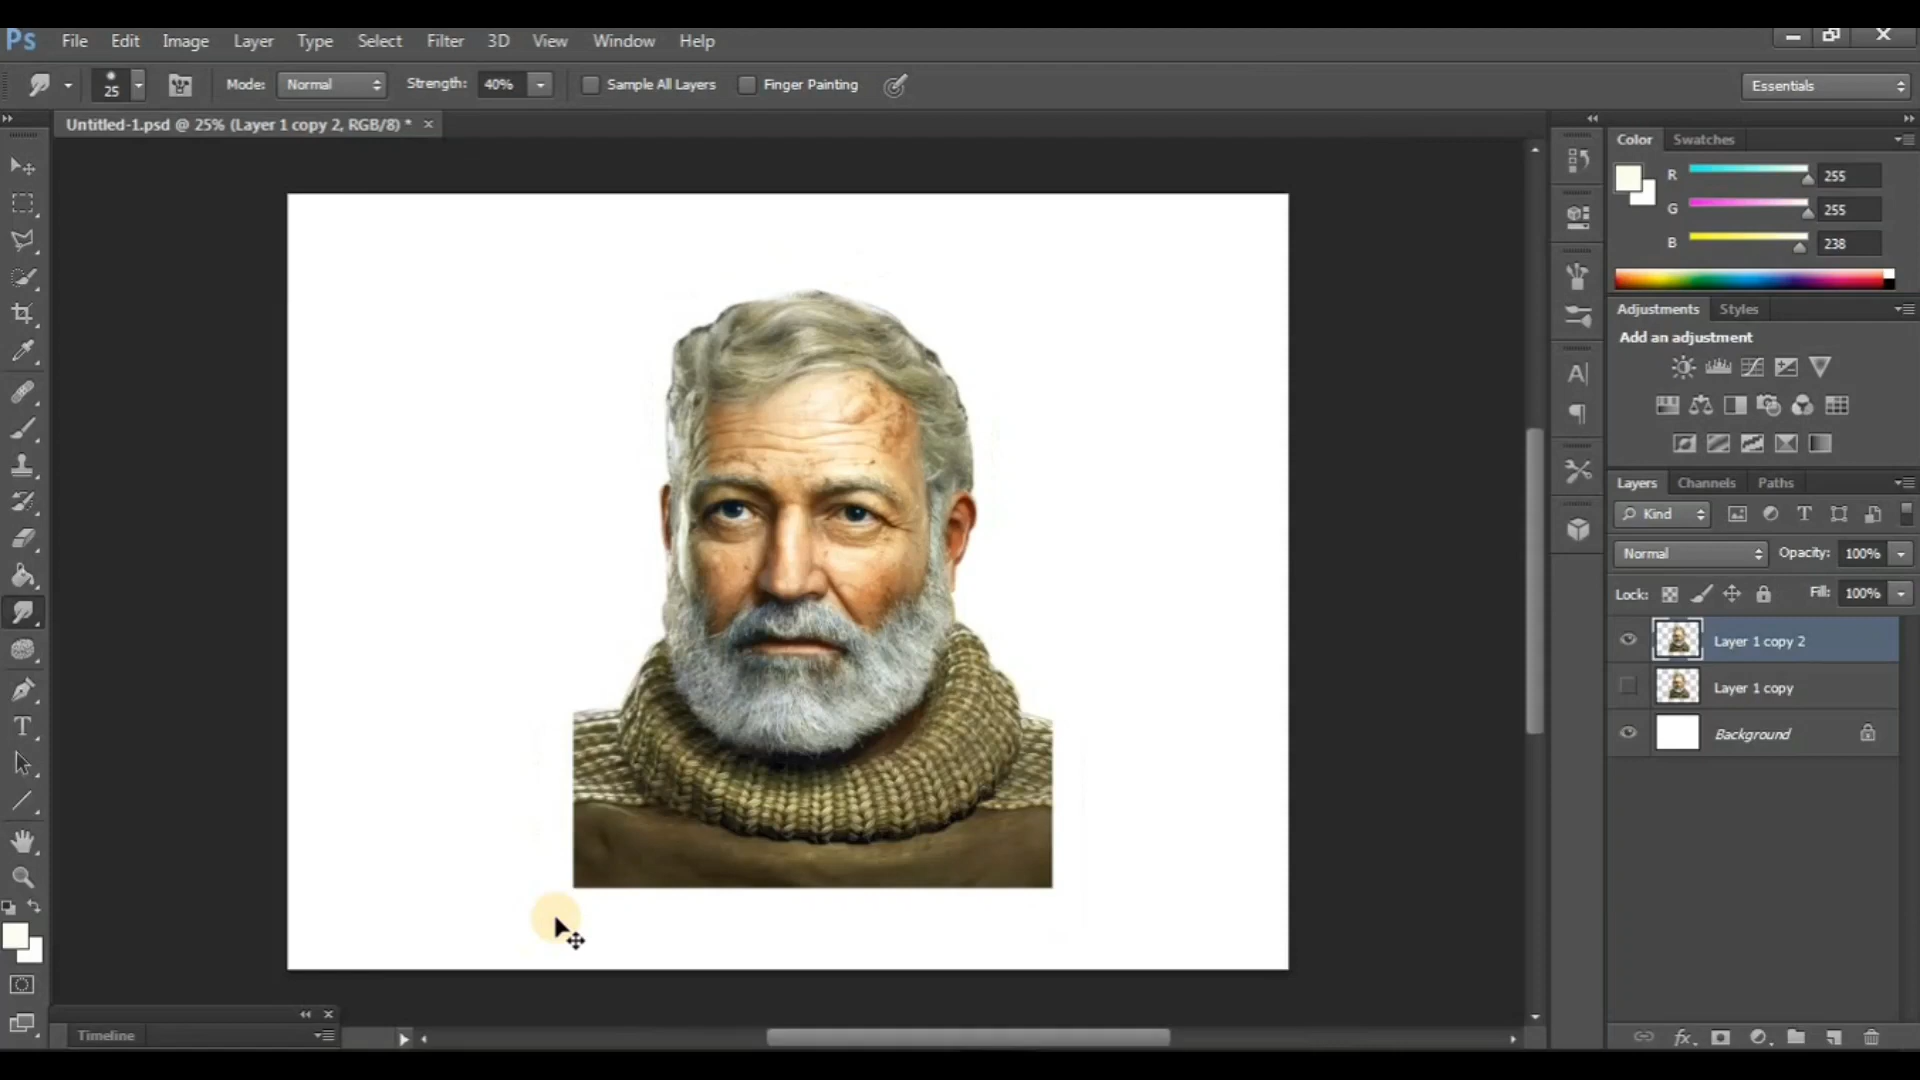 Ps File Edit Image Layer Type Select Filter 3D View Window Help
25 Mode: Normal Strength: 40% Sample All Layers Finger Painting Essentials
Untitled-1.psd @ 25% (Layer 1 copy 2, RGB/8) * ×
Color Swatches
R 255
G 255
B 238
Adjustments Styles
Add an adjustment
Layers Channels Paths
Kind
Normal Opacity: 100%
Lock: Fill: 100%
Layer 1 copy 2
Layer 1 copy
Background
Timeline